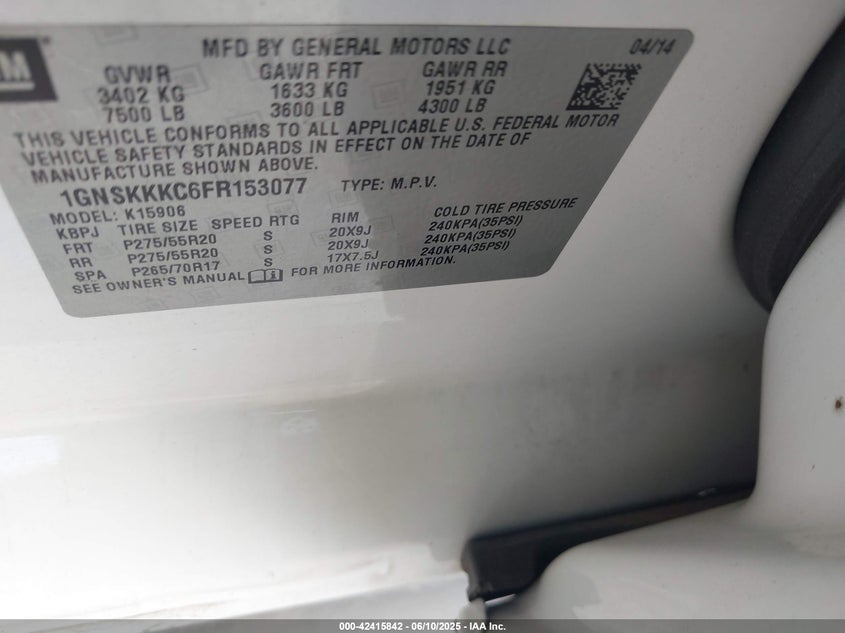 GM
MFD BY GENERAL MOTORS LLC 04/14
GVWR GAWR FRT GAWR RR
3402 KG 1633 KG 1951 KG
7500 LB 3600 LB 4300 LB
THIS VEHICLE CONFORMS TO ALL APPLICABLE U.S. FEDERAL MOTOR
VEHICLE SAFETY STANDARDS IN EFFECT ON THE DATE OF
MANUFACTURE SHOWN ABOVE.
1GNSKKKC6FR153077 TYPE: M.P.V.
MODEL: K15906
KBPJ TIRE SIZE SPEED RTG RIM COLD TIRE PRESSURE
FRT P275/55R20 S 20X9J 240KPA(35PSI)
RR P275/55R20 S 20X9J 240KPA(35PSI)
SPA P265/70R17 S 17X7.5J 240KPA(35PSI)
SEE OWNER'S MANUAL FOR MORE INFORMATION.
000-42415842 - 06/10/2025 - IAA Inc.